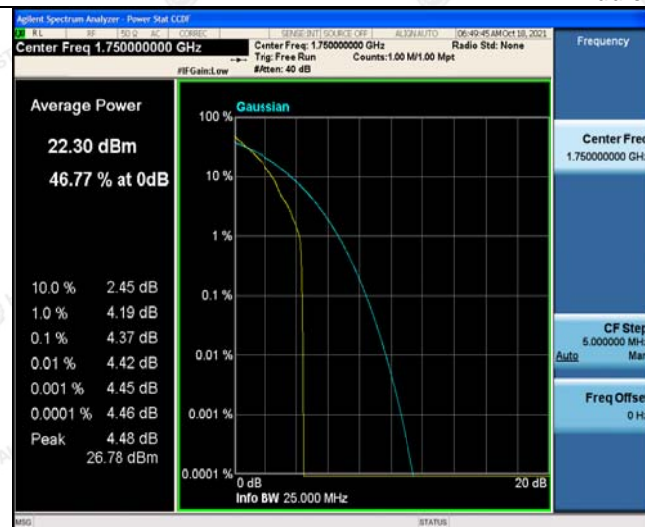 Agilent Spectrum Analyzer - Power Stat CCDF
RL RF 50 Ω AC CORREC SENSE:INT SOURCE OFF ALIGN AUTO 06:49:45 AM Oct 18, 2021
Center Freq 1.750000000 GHz
Center Freq: 1.750000000 GHz Radio Std: None
Trig: Free Run Counts:1.00 M/1.00 Mpt
#IFGain:Low #Atten: 40 dB
Frequency
Average Power
22.30 dBm
46.77 % at 0dB
10.0 % 2.45 dB
1.0 % 4.19 dB
0.1 % 4.37 dB
0.01 % 4.42 dB
0.001 % 4.45 dB
0.0001 % 4.46 dB
Peak 4.48 dB
26.78 dBm
Gaussian
100 %
10 %
1 %
0.1 %
0.01 %
0.001 %
0.0001 %
0 dB 20 dB
Info BW 25.000 MHz
Center Freq
1.750000000 GHz
CF Step
5.000000 MHz
Auto Man
Freq Offset
0 Hz
MSG STATUS